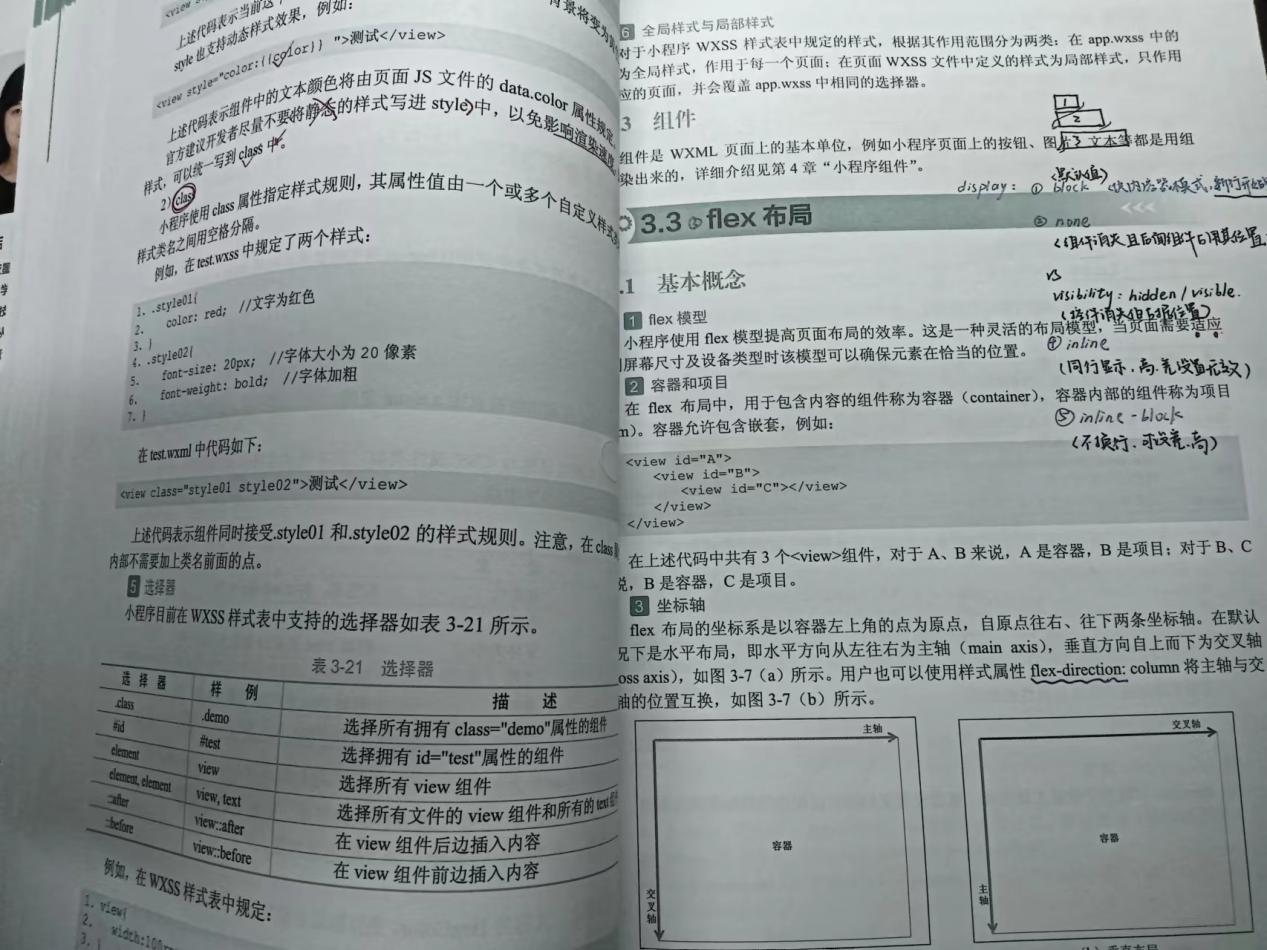 上述代码表示当前这个
style 也支持动态样式效果，例如：
<view style="color:{{color}} ">测试</view>
上述代码表示组件中的文本颜色将由页面 JS 文件的 data.color 属性规定。
官方建议开发者尽量不要将静态的样式写进 style 中，以免影响渲染速度。
样式，可以统一写到 class 中。
2）class
小程序使用 class 属性指定样式规则，其属性值由一个或多个自定义样式
样式类名之间用空格分隔。
例如，在 test.wxss 中规定了两个样式：
1. .style01{
2. color: red; //文字为红色
3. }
4. .style02{
5. font-size: 20px; //字体大小为 20 像素
6. font-weight: bold; //字体加粗
7. }
在 test.wxml 中代码如下：
<view class="style01 style02">测试</view>
上述代码表示组件同时接受.style01 和.style02 的样式规则。注意，在 class
内部不需要加上类名前面的点。
5 选择器
小程序目前在 WXSS 样式表中支持的选择器如表 3-21 所示。
表 3-21 选择器
选 择 器 样 例 描 述
.class .demo 选择所有拥有 class="demo"属性的组件
#id #test 选择拥有 id="test"属性的组件
element view 选择所有 view 组件
element, element view, text 选择所有文件的 view 组件和所有的 text
::after view::after 在 view 组件后边插入内容
::before view::before 在 view 组件前边插入内容
例如，在 WXSS 样式表中规定：
1. view{
2. width:100
3. }
6 全局样式与局部样式
对于小程序 WXSS 样式表中规定的样式，根据其作用范围分为两类：在 app.wxss 中的
为全局样式，作用于每一个页面；在页面 WXSS 文件中定义的样式为局部样式，只作用
应的页面，并会覆盖 app.wxss 中相同的选择器。
1
2
3
3 组件
组件是 WXML 页面上的基本单位，例如小程序页面上的按钮、图片、文本等都是用组
染出来的，详细介绍见第 4 章“小程序组件”。
(默认值)
display: ① block
3.3 flex 布局
② none
(组件消失且后面组件占用其位置
.1 基本概念
VS
visibility: hidden / visible.
1 flex 模型
小程序使用 flex 模型提高页面布局的效率。这是一种灵活的布局模型，当页面需要适应
屏幕尺寸及设备类型时该模型可以确保元素在恰当的位置。
④ inline
(同行显示，高、宽设置无效)
2 容器和项目
在 flex 布局中，用于包含内容的组件称为容器（container），容器内部的组件称为项目
m）。容器允许包含嵌套，例如：
⑤ inline-block
(不换行，可设宽、高)
<view id="A">
<view id="B">
<view id="C"></view>
</view>
</view>
在上述代码中共有 3 个<view>组件，对于 A、B 来说，A 是容器，B 是项目；对于 B、C
说，B 是容器，C 是项目。
3 坐标轴
flex 布局的坐标系是以容器左上角的点为原点，自原点往右、往下两条坐标轴。在默认
况下是水平布局，即水平方向从左往右为主轴（main axis），垂直方向自上而下为交叉轴
oss axis），如图 3-7（a）所示。用户也可以使用样式属性 flex-direction: column 将主轴与交
轴的位置互换，如图 3-7（b）所示。
主轴
容器
交叉轴
交叉轴
容器
主轴